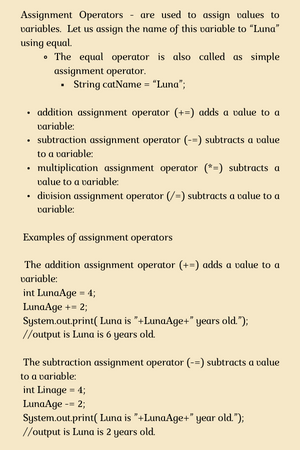 Assignment Operators - are used to assign values to
variables. Let us assign the name of this variable to "Luna"
using equal.
The equal operator is also called as simple
assignment operator.
String catName = "Luna";
addition assignment operator (+=) adds a value to a
variable:
subtraction assignment operator (-=) subtracts a value
to a variable:
multiplication assignment operator (*=) subtracts a
value to a variable:
division assignment operator (/=) subtracts a value to a
variable:
Examples of assignment operators
The addition assignment operator (+=) adds a value to a
variable:
int LunaAge = 4;
LunaAge += 2;
System.out.print( Luna is "+LunaAge+" years old.");
//output is Luna is 6 years old.
The subtraction assignment operator (-=) subtracts a value
to a variable:
int Linage = 4;
LunaAge -= 2;
System.out.print( Luna is "+LunaAge+" year old.");
//output is Luna is 2 years old.